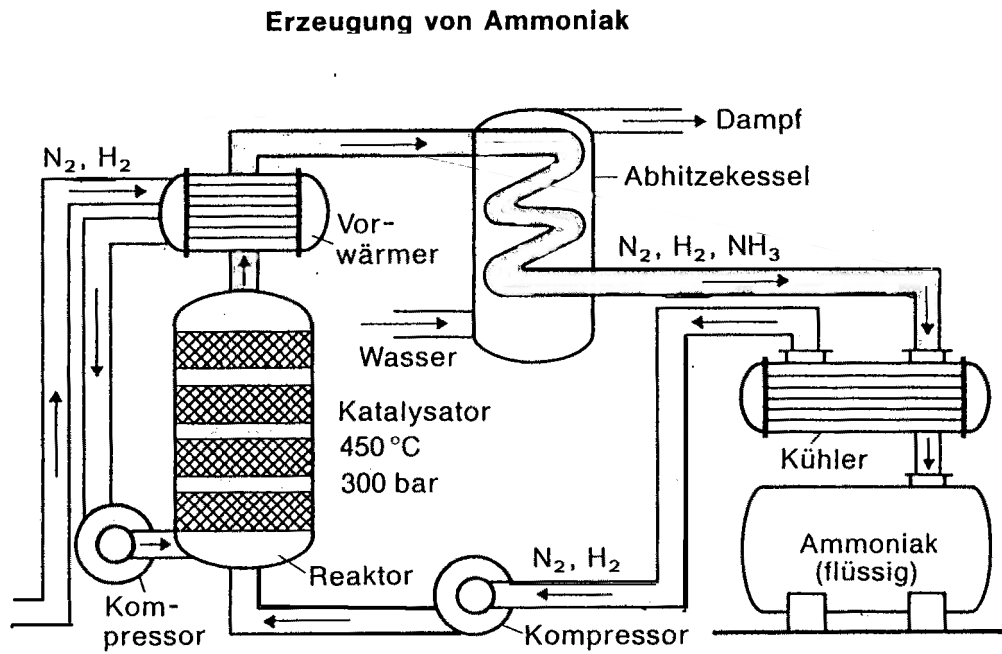 Erzeugung von Ammoniak
N₂, H₂
Vor-
wärmer
Dampf
Abhitzekessel
N₂, H₂, NH₃
Wasser
Katalysator
450 °C
300 bar
Kühler
Ammoniak
(flüssig)
Reaktor
N₂, H₂
Kom-
pressor
Kompressor